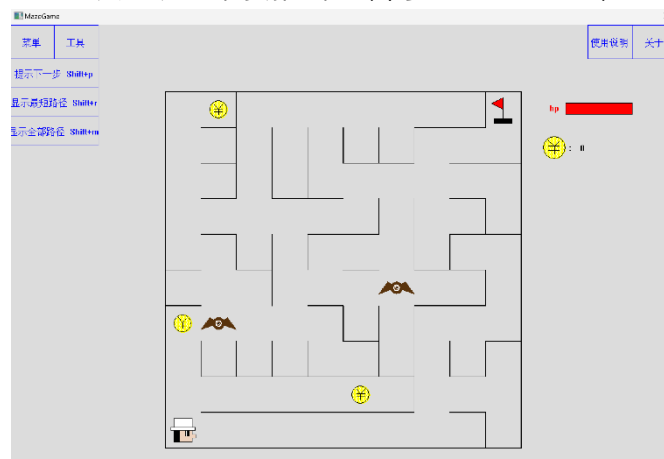 MazeGame
菜单 工具 使用说明 关于
提示下一步 Shift+p
显示最短路径 Shift+r
显示全部路径 Shift+m
hp
¥ : 0